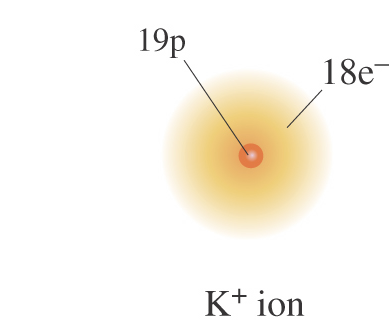 19p
18e⁻
K⁺ ion